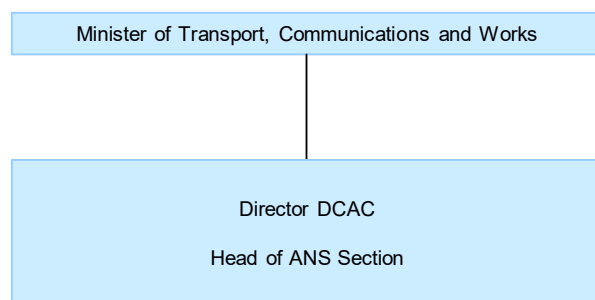 Minister of Transport, Communications and Works
Director DCAC
Head of ANS Section